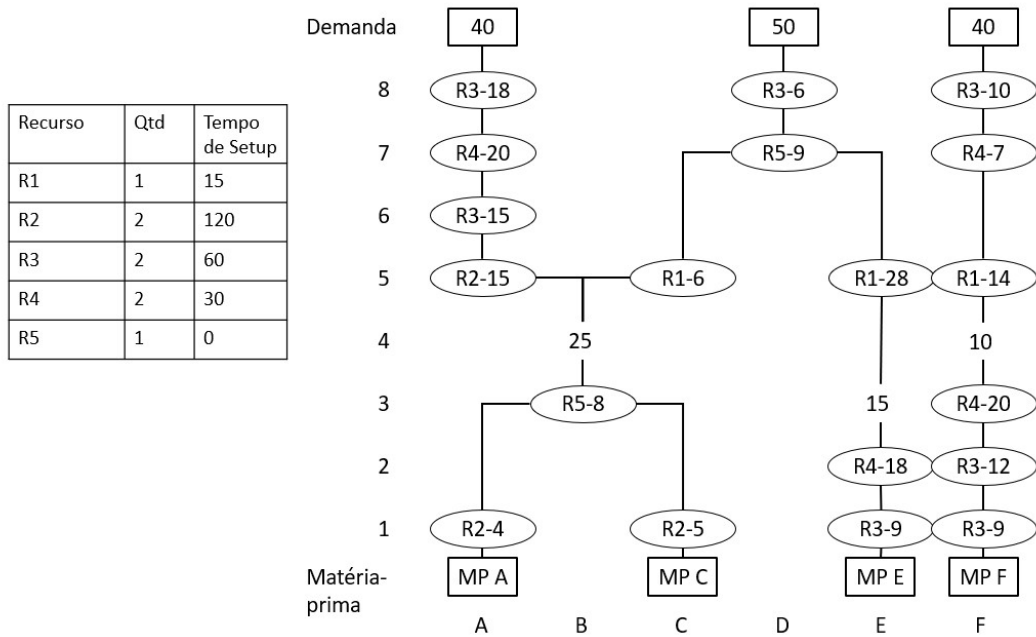 Demanda 40 50 40
8 R3-18 R3-6 R3-10
Recurso Qtd Tempo
de Setup
R1 1 15
R2 2 120
R3 2 60
R4 2 30
R5 1 0
7 R4-20 R5-9 R4-7
6 R3-15
5 R2-15 R1-6 R1-28 R1-14
4 25 10
3 R5-8 15 R4-20
2 R4-18 R3-12
1 R2-4 R2-5 R3-9 R3-9
Matéria-
prima
MP A MP C MP E MP F
A B C D E F